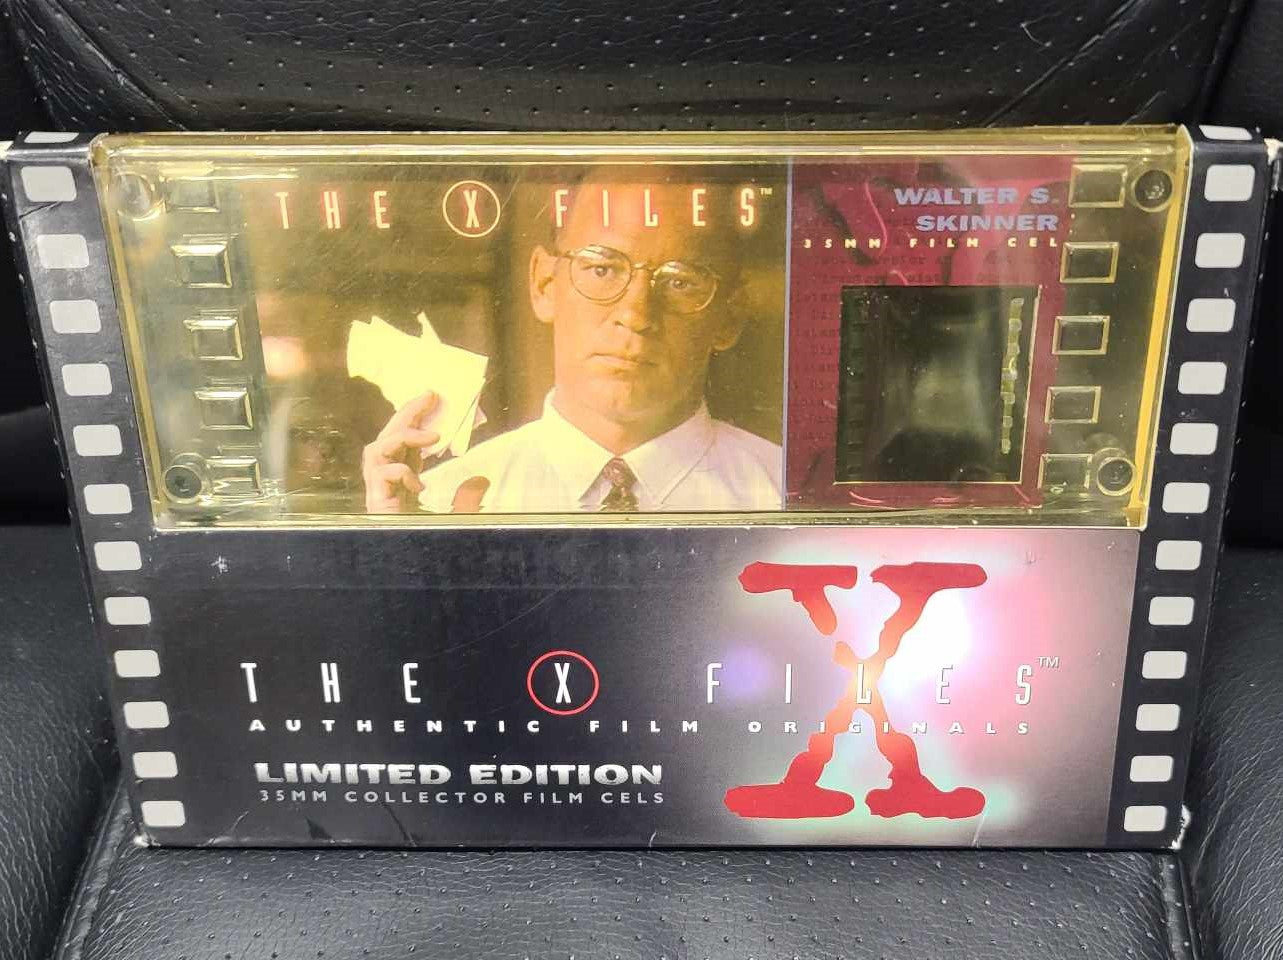 THE X FILES™
WALTER S.
SKINNER
35MM FILM CEL
THE X FILES™
AUTHENTIC FILM ORIGINALS
LIMITED EDITION
35MM COLLECTOR FILM CELS